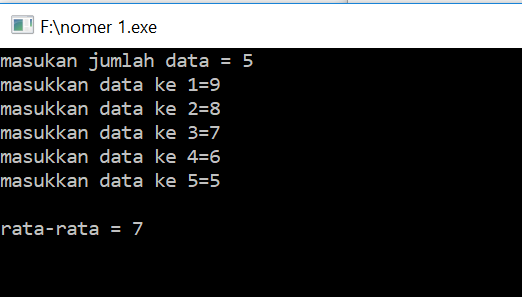 F:\nomer 1.exe
masukan jumlah data = 5
masukkan data ke 1=9
masukkan data ke 2=8
masukkan data ke 3=7
masukkan data ke 4=6
masukkan data ke 5=5
rata-rata = 7